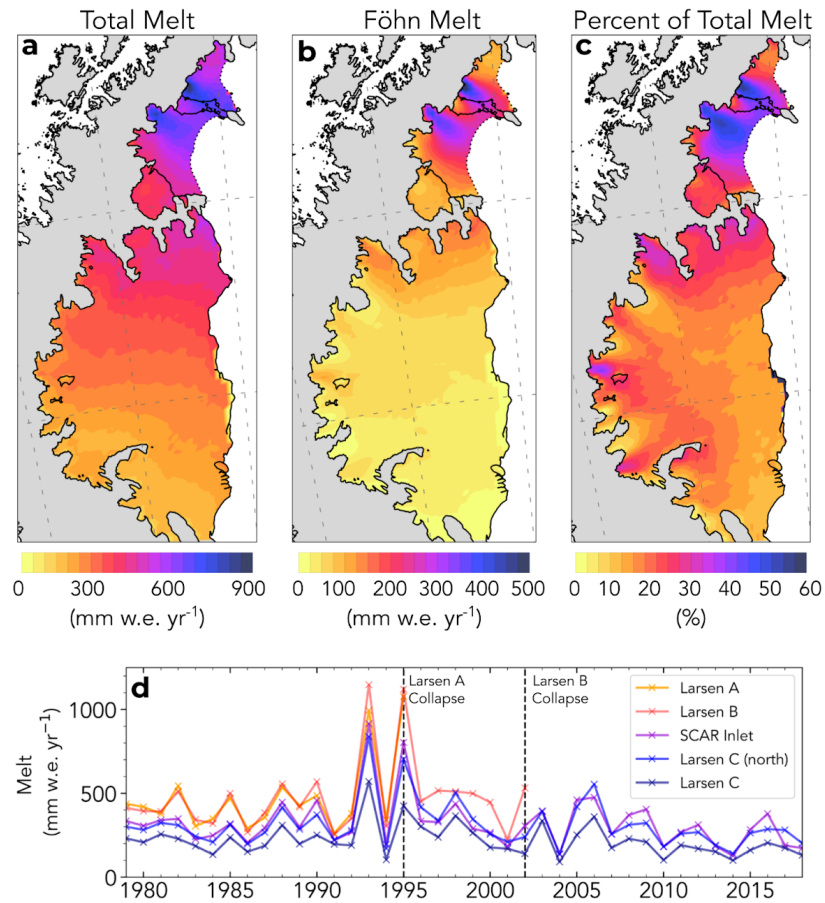 Total Melt
Föhn Melt
Percent of Total Melt
a
b
c
0 300 600 900
(mm w.e. yr-1)
0 100 200 300 400 500
(mm w.e. yr-1)
0 10 20 30 40 50 60
(%)
d
Larsen A
Collapse
Larsen B
Collapse
Larsen A
Larsen B
SCAR Inlet
Larsen C (north)
Larsen C
Melt
(mm w.e. yr−1)
1000
500
0
1980 1985 1990 1995 2000 2005 2010 2015